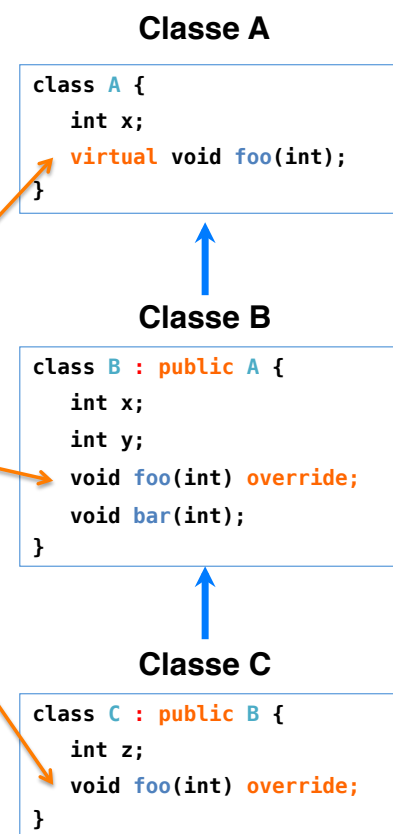 Classe A
class A {
int x;
virtual void foo(int);
}
Classe B
class B : public A {
int x;
int y;
void foo(int) override;
void bar(int);
}
Classe C
class C : public B {
int z;
void foo(int) override;
}